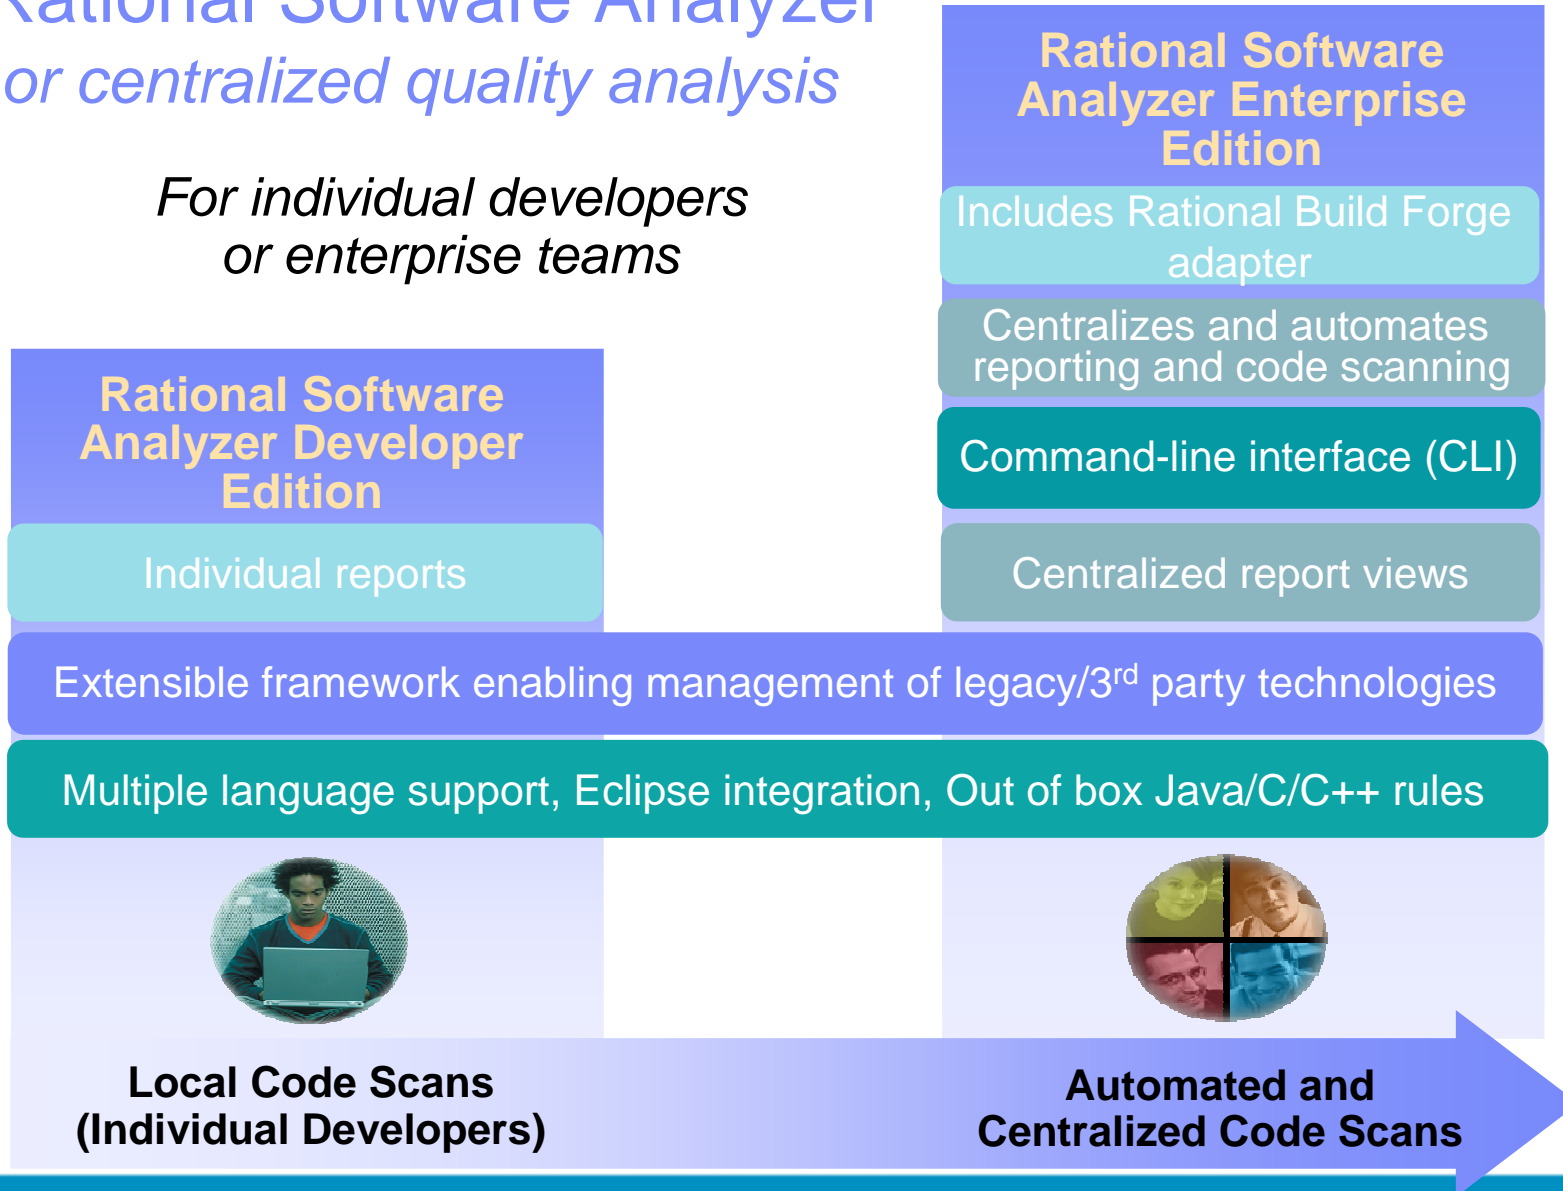 Rational Software Analyzer
or centralized quality analysis
For individual developers
or enterprise teams
Rational Software
Analyzer Developer
Edition
Individual reports
Rational Software
Analyzer Enterprise
Edition
Includes Rational Build Forge
adapter
Centralizes and automates
reporting and code scanning
Command-line interface (CLI)
Centralized report views
Extensible framework enabling management of legacy/3rd party technologies
Multiple language support, Eclipse integration, Out of box Java/C/C++ rules
Local Code Scans
(Individual Developers)
Automated and
Centralized Code Scans